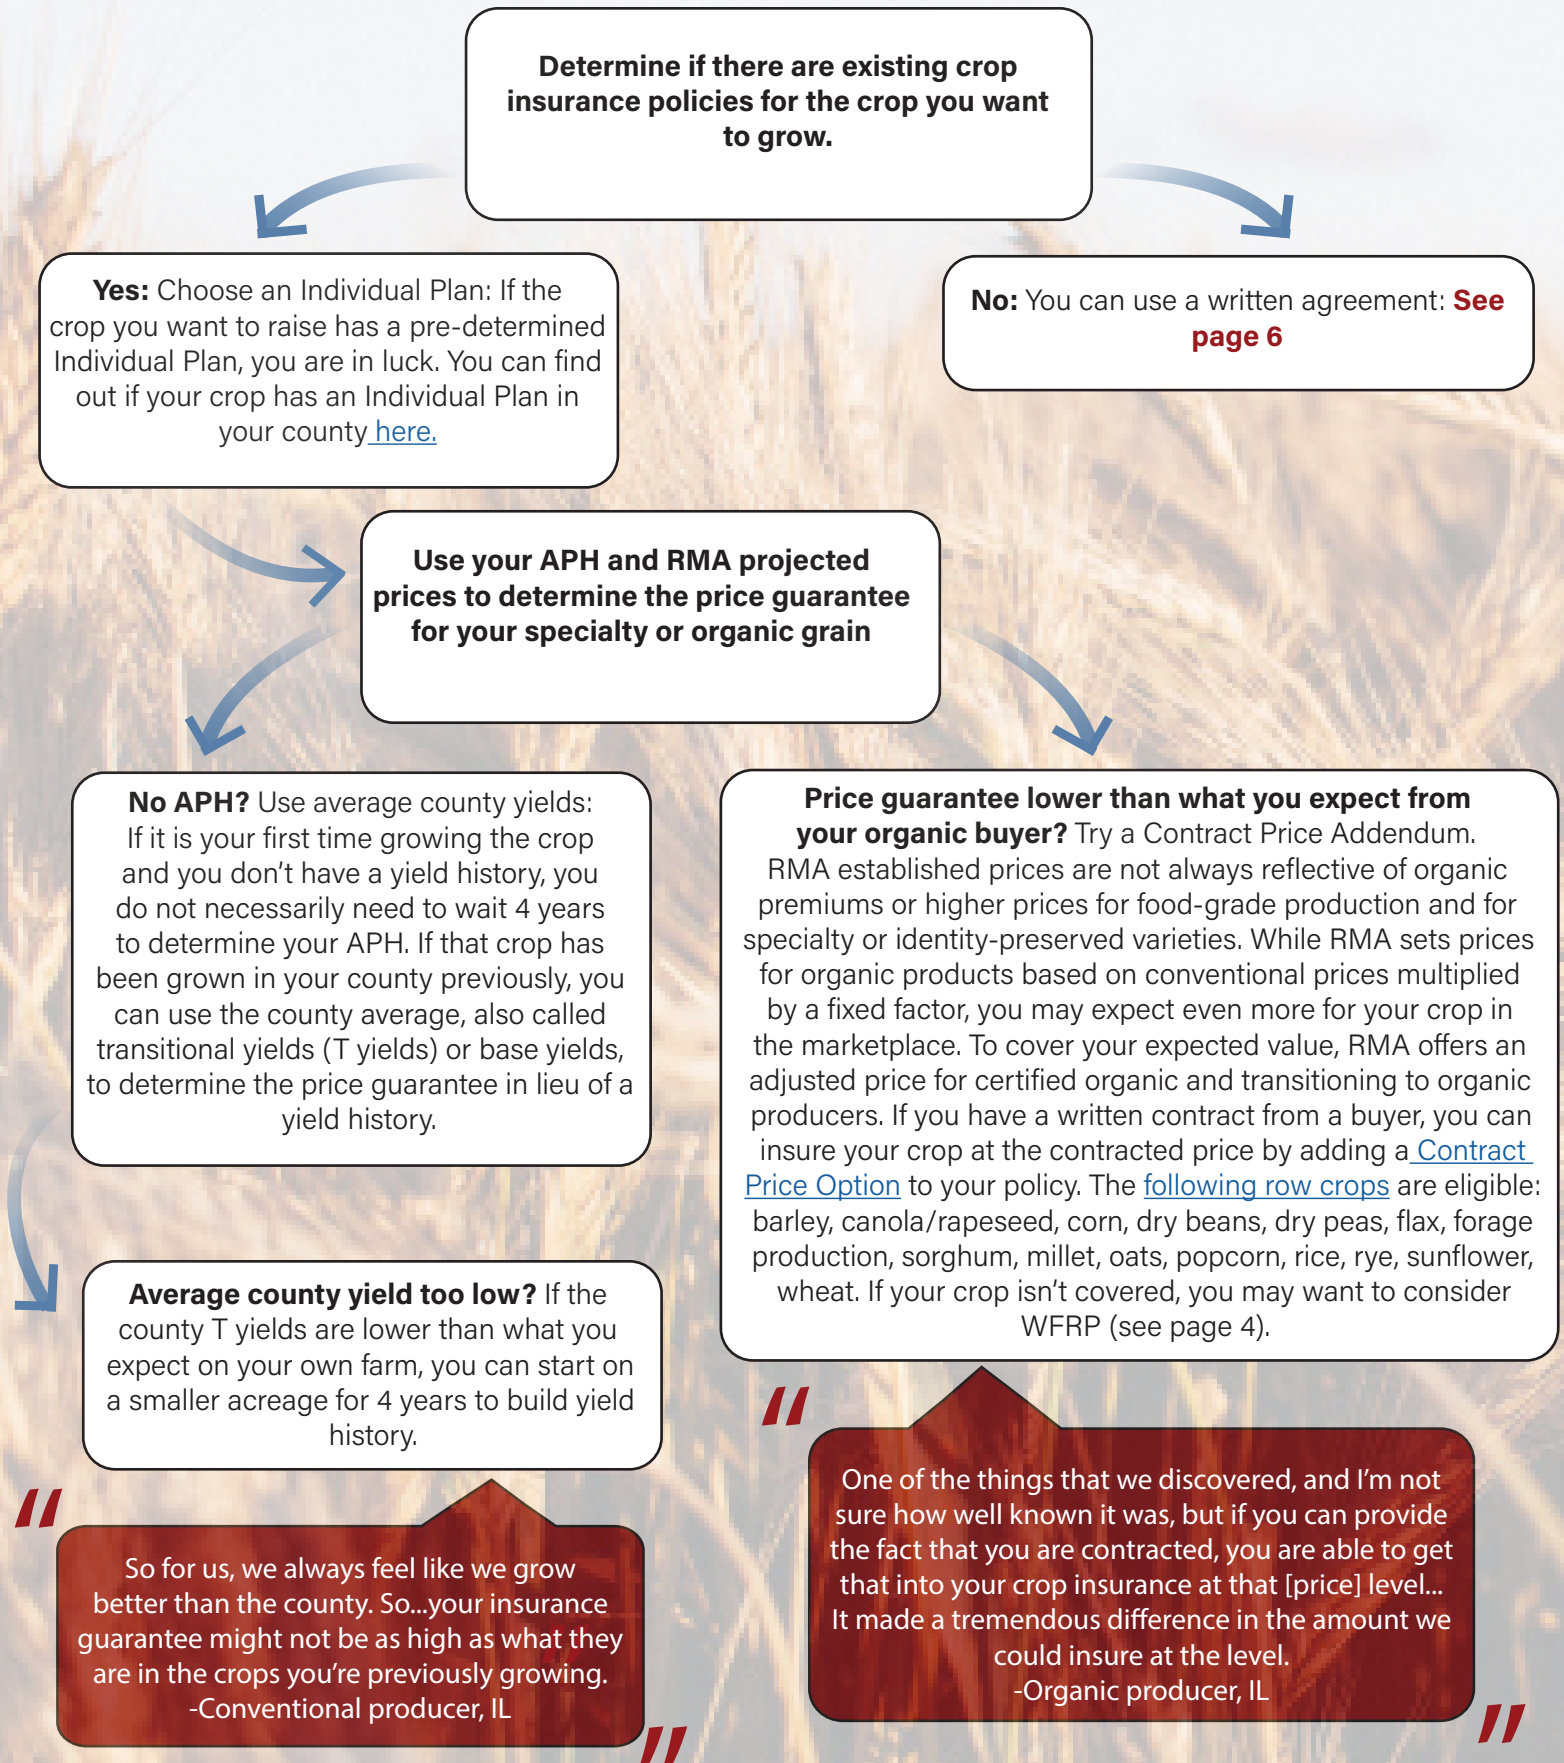 Determine if there are existing crop
insurance policies for the crop you want
to grow.
Yes: Choose an Individual Plan: If the
crop you want to raise has a pre-determined
Individual Plan, you are in luck. You can find
out if your crop has an Individual Plan in
your county here.
No: You can use a written agreement: See
page 6
Use your APH and RMA projected
prices to determine the price guarantee
for your specialty or organic grain
No APH? Use average county yields:
If it is your first time growing the crop
and you don't have a yield history, you
do not necessarily need to wait 4 years
to determine your APH. If that crop has
been grown in your county previously, you
can use the county average, also called
transitional yields (T yields) or base yields,
to determine the price guarantee in lieu of a
yield history.
Price guarantee lower than what you expect from
your organic buyer? Try a Contract Price Addendum.
RMA established prices are not always reflective of organic
premiums or higher prices for food-grade production and for
specialty or identity-preserved varieties. While RMA sets prices
for organic products based on conventional prices multiplied
by a fixed factor, you may expect even more for your crop in
the marketplace. To cover your expected value, RMA offers an
adjusted price for certified organic and transitioning to organic
producers. If you have a written contract from a buyer, you can
insure your crop at the contracted price by adding a Contract
Price Option to your policy. The following row crops are eligible:
barley, canola/rapeseed, corn, dry beans, dry peas, flax, forage
production, sorghum, millet, oats, popcorn, rice, rye, sunflower,
wheat. If your crop isn't covered, you may want to consider
WFRP (see page 4).
Average county yield too low? If the
county T yields are lower than what you
expect on your own farm, you can start on
a smaller acreage for 4 years to build yield
history.
"
So for us, we always feel like we grow
better than the county. So...your insurance
guarantee might not be as high as what they
are in the crops you're previously growing.
-Conventional producer, IL
"
"
One of the things that we discovered, and I'm not
sure how well known it was, but if you can provide
the fact that you are contracted, you are able to get
that into your crop insurance at that [price] level...
It made a tremendous difference in the amount we
could insure at the level.
-Organic producer, IL
"